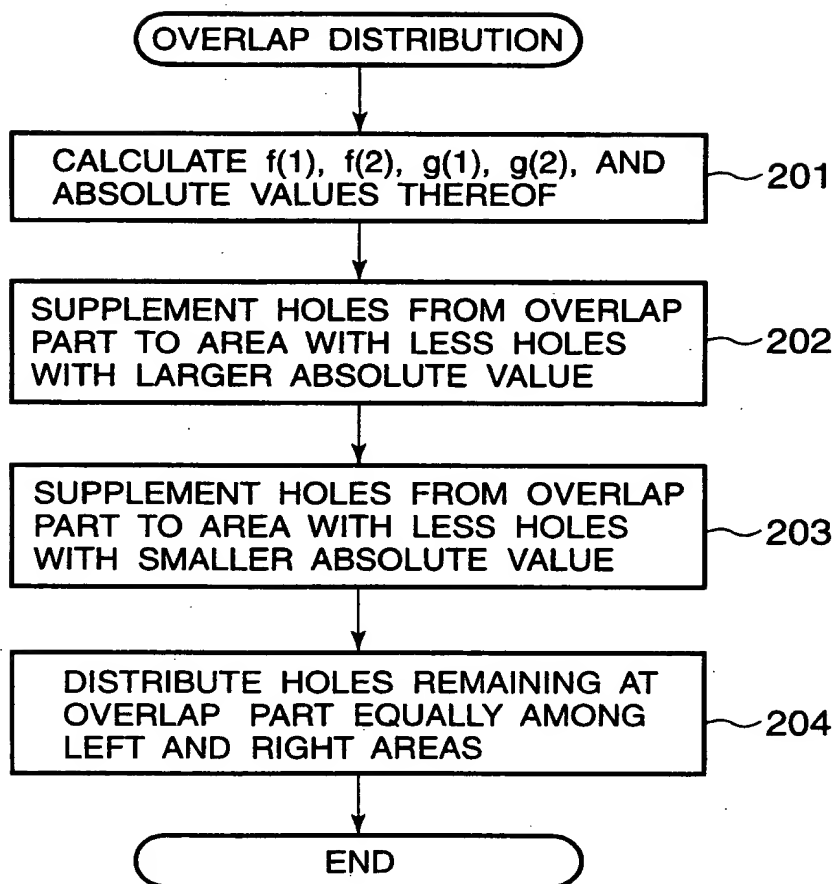 OVERLAP DISTRIBUTION
CALCULATE f(1), f(2), g(1), g(2), AND
ABSOLUTE VALUES THEREOF
201
SUPPLEMENT HOLES FROM OVERLAP
PART TO AREA WITH LESS HOLES
WITH LARGER ABSOLUTE VALUE
202
SUPPLEMENT HOLES FROM OVERLAP
PART TO AREA WITH LESS HOLES
WITH SMALLER ABSOLUTE VALUE
203
DISTRIBUTE HOLES REMAINING AT
OVERLAP PART EQUALLY AMONG
LEFT AND RIGHT AREAS
204
END